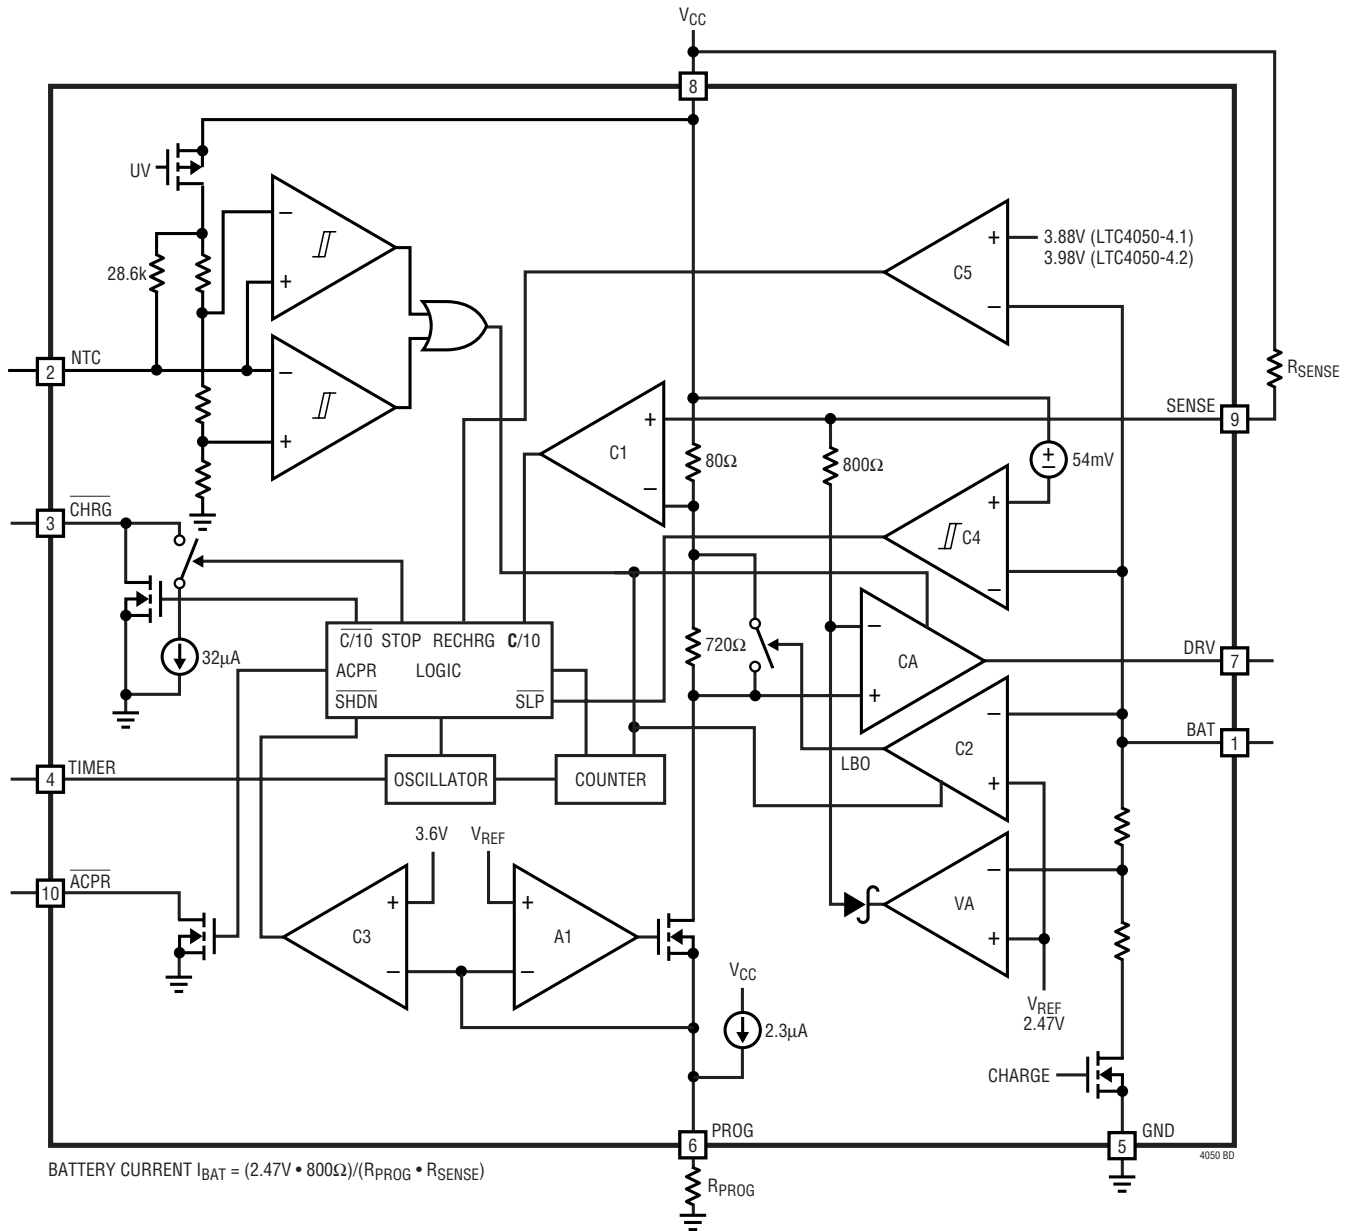 VCC
8
UV
28.6k
–
+
–
+
2
NTC
C5
+
–
3.88V (LTC4050-4.1)
3.98V (LTC4050-4.2)
RSENSE
SENSE
9
C1
+
–
80Ω
800Ω
+
–
54mV
C4
+
–
3
CHRG
32µA
C/10 STOP RECHRG C/10
ACPR LOGIC
SHDN SLP
720Ω
CA
–
+
DRV
7
C2
–
+
LBO
BAT
1
4
TIMER
OSCILLATOR
COUNTER
3.6V
VREF
10
ACPR
C3
+
–
A1
+
–
VA
–
+
VREF
2.47V
VCC
2.3µA
CHARGE
6
PROG
5
GND
4050 BD
BATTERY CURRENT IBAT = (2.47V • 800Ω)/(RPROG • RSENSE)
RPROG